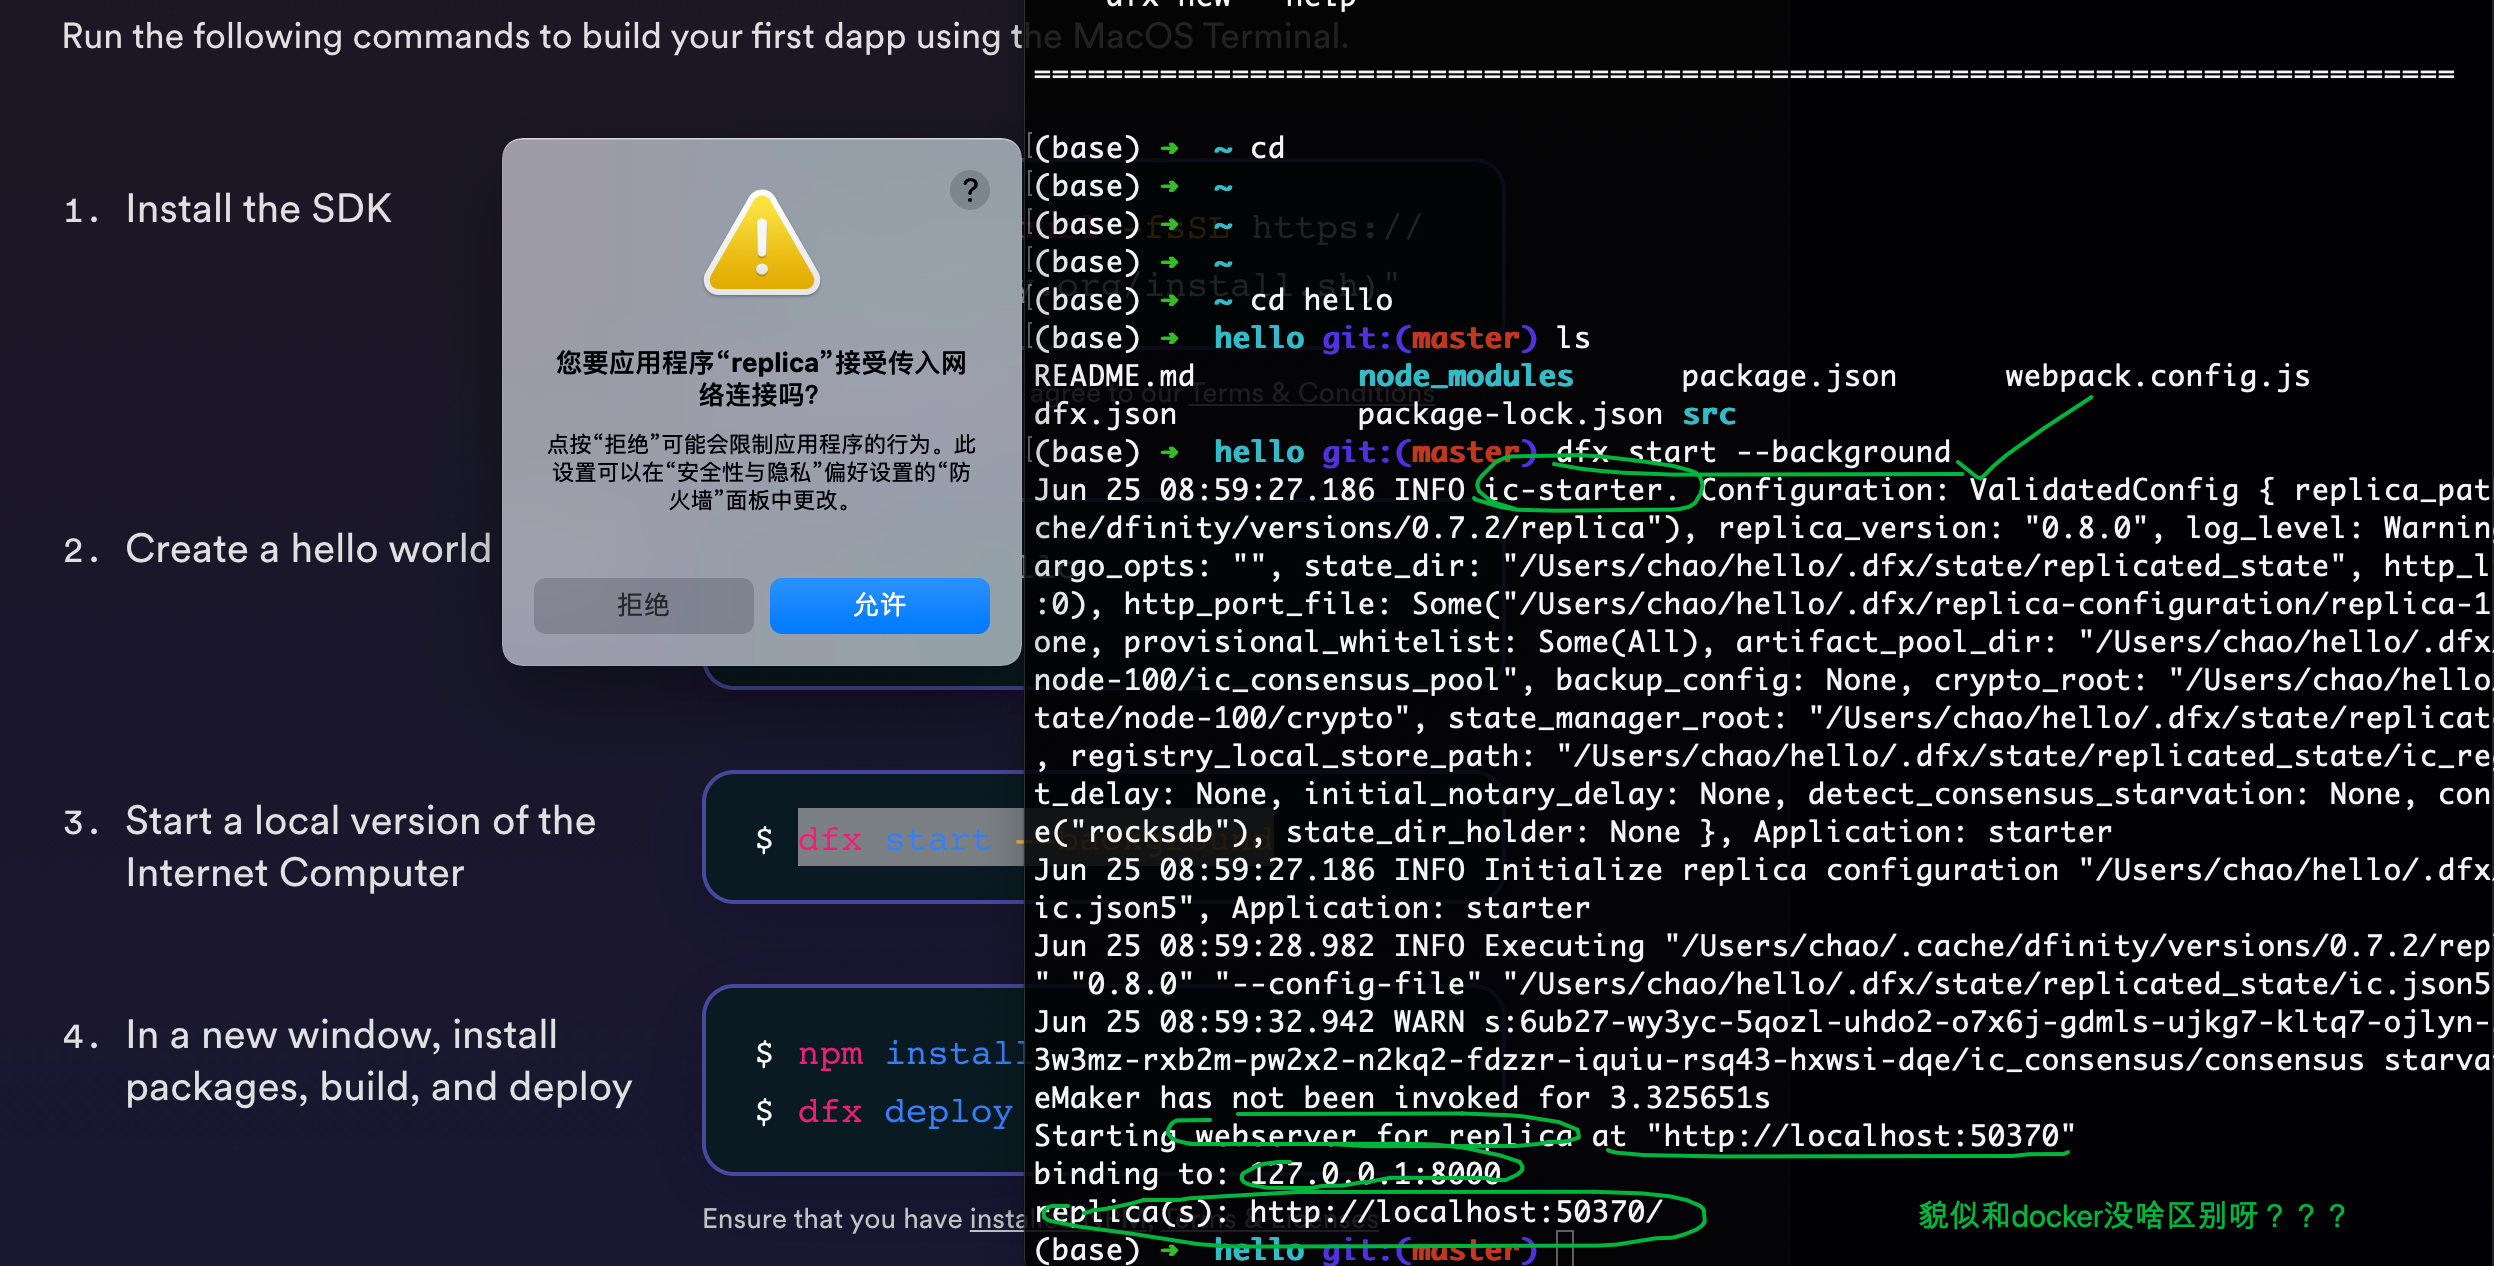 Run the following commands to build your first dapp using the MacOS Terminal.
1. Install the SDK
2. Create a hello world
3. Start a local version of the
Internet Computer
4. In a new window, install
packages, build, and deploy
?
您要应用程序“replica”接受传入网
络连接吗?
点按“拒绝”可能会限制应用程序的行为。此
设置可以在“安全性与隐私”偏好设置的“防
火墙”面板中更改。
拒绝
允许
-fsSL https://
.org/install.sh)"
agree to our Terms & Conditions
$ dfx start --background
$ npm install
$ dfx deploy
Ensure that you have
dfx new --help
===============================================================================
(base) ➜ ~ cd
(base) ➜ ~
(base) ➜ ~
(base) ➜ ~
(base) ➜ ~ cd hello
(base) ➜ hello git:(master) ls
README.md node_modules package.json webpack.config.js
dfx.json package-lock.json src
(base) ➜ hello git:(master) dfx start --background
Jun 25 08:59:27.186 INFO ic-starter. Configuration: ValidatedConfig { replica_pat
che/dfinity/versions/0.7.2/replica"), replica_version: "0.8.0", log_level: Warnin
argo_opts: "", state_dir: "/Users/chao/hello/.dfx/state/replicated_state", http_l
:0), http_port_file: Some("/Users/chao/hello/.dfx/replica-configuration/replica-1
one, provisional_whitelist: Some(All), artifact_pool_dir: "/Users/chao/hello/.dfx/
node-100/ic_consensus_pool", backup_config: None, crypto_root: "/Users/chao/hello/
tate/node-100/crypto", state_manager_root: "/Users/chao/hello/.dfx/state/replicat
, registry_local_store_path: "/Users/chao/hello/.dfx/state/replicated_state/ic_re
t_delay: None, initial_notary_delay: None, detect_consensus_starvation: None, con
e("rocksdb"), state_dir_holder: None }, Application: starter
Jun 25 08:59:27.186 INFO Initialize replica configuration "/Users/chao/hello/.dfx/
ic.json5", Application: starter
Jun 25 08:59:28.982 INFO Executing "/Users/chao/.cache/dfinity/versions/0.7.2/rep
" "0.8.0" "--config-file" "/Users/chao/hello/.dfx/state/replicated_state/ic.json5
Jun 25 08:59:32.942 WARN s:6ub27-wy3yc-5qozl-uhdo2-o7x6j-gdmls-ujkg7-kltq7-ojlyn-
3w3mz-rxb2m-pw2x2-n2kq2-fdzzr-iquiu-rsq43-hxwsi-dqe/ic_consensus/consensus starva
eMaker has not been invoked for 3.325651s
Starting webserver for replica at "http://localhost:50370"
binding to: 127.0.0.1:8000
replica(s): http://localhost:50370/
(base) ➜ hello git:(master)
貌似和docker没啥区别呀？？？